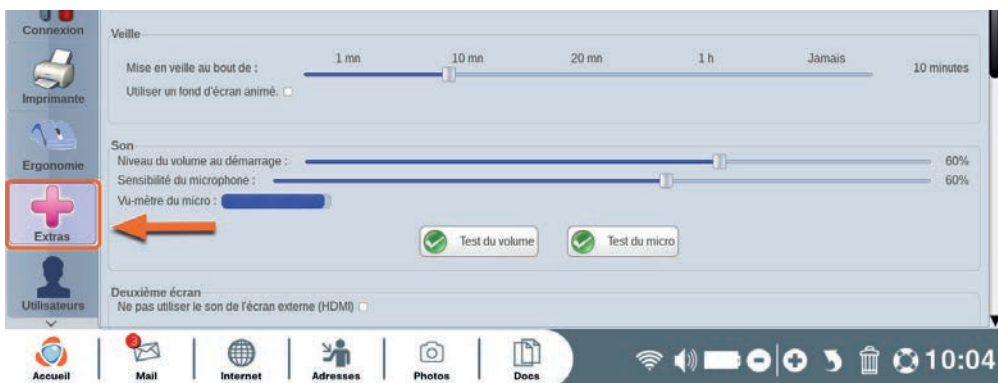 Connexion
Imprimante
Ergonomie
Extras
Utilisateurs
Veille
1 mn 10 mn 20 mn 1 h Jamais
Mise en veille au bout de : 10 minutes
Utiliser un fond d'écran animé.
Son
Niveau du volume au démarrage : 60%
Sensibilité du microphone : 60%
Vu-mètre du micro :
Test du volume Test du micro
Deuxième écran
Ne pas utiliser le son de l'écran externe (HDMI)
3
Accueil Mail Internet Adresses Photos Docs 10:04